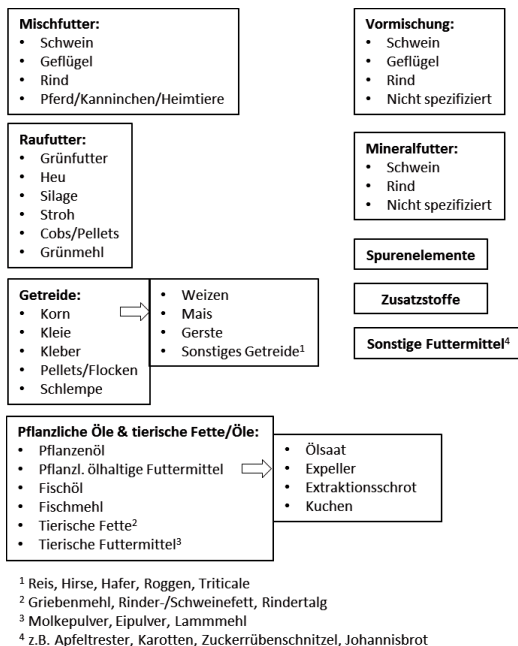 Mischfutter:
• Schwein
• Geflügel
• Rind
• Pferd/Kanninchen/Heimtiere
Raufutter:
• Grünfutter
• Heu
• Silage
• Stroh
• Cobs/Pellets
• Grünmehl
Getreide:
• Korn
• Kleie
• Kleber
• Pellets/Flocken
• Schlempe
• Weizen
• Mais
• Gerste
• Sonstiges Getreide¹
Pflanzliche Öle & tierische Fette/Öle:
• Pflanzenöl
• Pflanzl. ölhaltige Futtermittel
• Fischöl
• Fischmehl
• Tierische Fette²
• Tierische Futtermittel³
• Ölsaat
• Expeller
• Extraktionsschrot
• Kuchen
Vormischung:
• Schwein
• Geflügel
• Rind
• Nicht spezifiziert
Mineralfutter:
• Schwein
• Rind
• Nicht spezifiziert
Spurenelemente
Zusatzstoffe
Sonstige Futtermittel⁴
¹ Reis, Hirse, Hafer, Roggen, Triticale
² Griebenmehl, Rinder-/Schweinefett, Rindertalg
³ Molkepulver, Eipulver, Lammmehl
⁴ z.B. Apfeltrester, Karotten, Zuckerrübenschnitzel, Johannisbrot